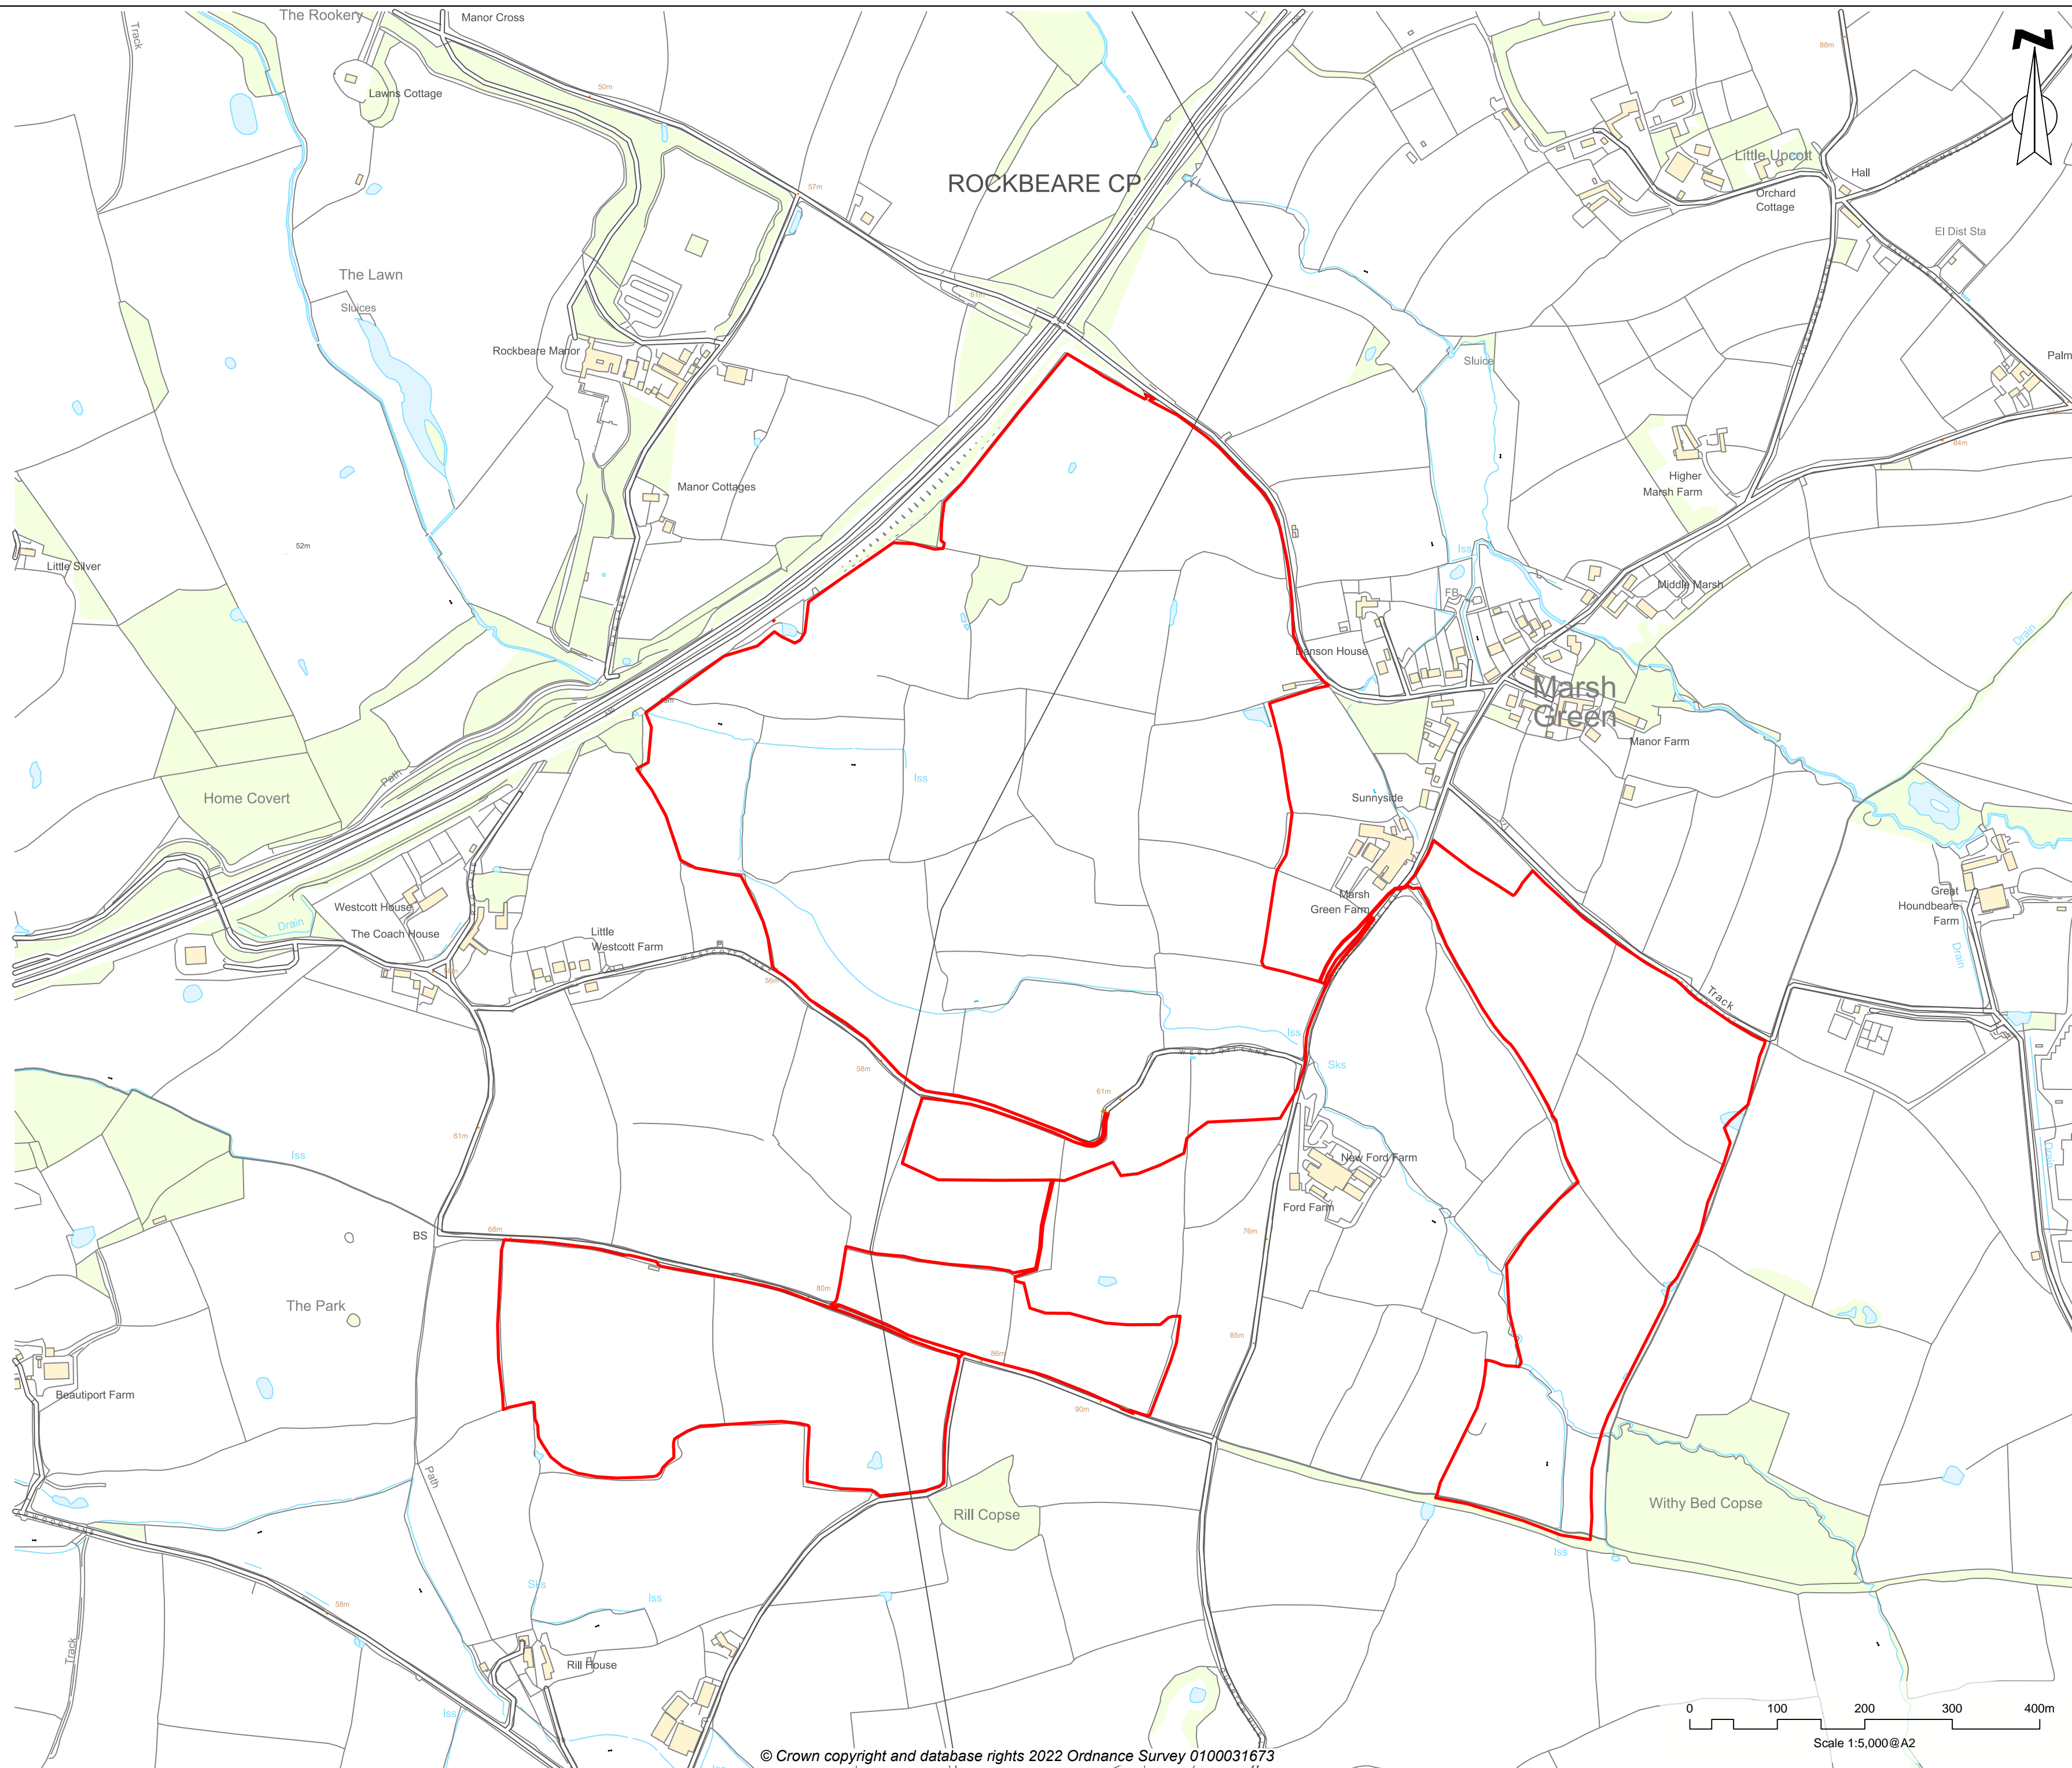 The Rookery
Manor Cross
Track
N
88m
50m
Lawns Cottage
Little Upcott
Hall
57m
ROCKBEARE CP
Orchard
Cottage
El Dist Sta
The Lawn
61m
Sluices
Rockbeare Manor
Sluice
Palm
84m
Manor Cottages
Higher
Marsh Farm
52m
Little Silver
Iss
Middle Marsh
FB
Drain
Danson House
Marsh
Green
Manor Farm
Path
Iss
Home Covert
Sunnyside
Marsh
Green Farm
Great
Houndbeare
Farm
Westcott House
Drain
The Coach House
Little
Westcott Farm
WESTCOTT LANE
56m
Drain
Track
Iss
WESTCOTT LANE
58m
61m
Sks
61m
Iss
New Ford Farm
Drain
Ford Farm
68m
BS
76m
80m
The Park
85m
86m
Beautiport Farm
90m
Path
Rill Copse
Withy Bed Copse
Iss
Sks
Iss
58m
Track
Rill House
Iss
0 100 200 300 400m
Scale 1:5,000@A2
© Crown copyright and database rights 2022 Ordnance Survey 0100031673